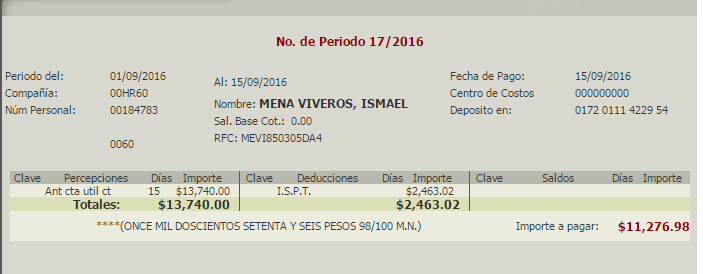 No. de Periodo 17/2016
Periodo del: 01/09/2016 Al: 15/09/2016 Fecha de Pago: 15/09/2016
Compañía: 00HR60 Nombre: MENA VIVEROS, ISMAEL Centro de Costos 000000000
Núm Personal: 00184783 Sal. Base Cot.: 0.00 Deposito en: 0172 0111 4229 54
0060 RFC: MEVI850305DA4
Clave Percepciones Días Importe Clave Deducciones Días Importe Clave Saldos Días Importe
Ant cta util ct 15 $13,740.00 I.S.P.T. $2,463.02
Totales: $13,740.00 $2,463.02
****(ONCE MIL DOSCIENTOS SETENTA Y SEIS PESOS 98/100 M.N.) Importe a pagar: $11,276.98